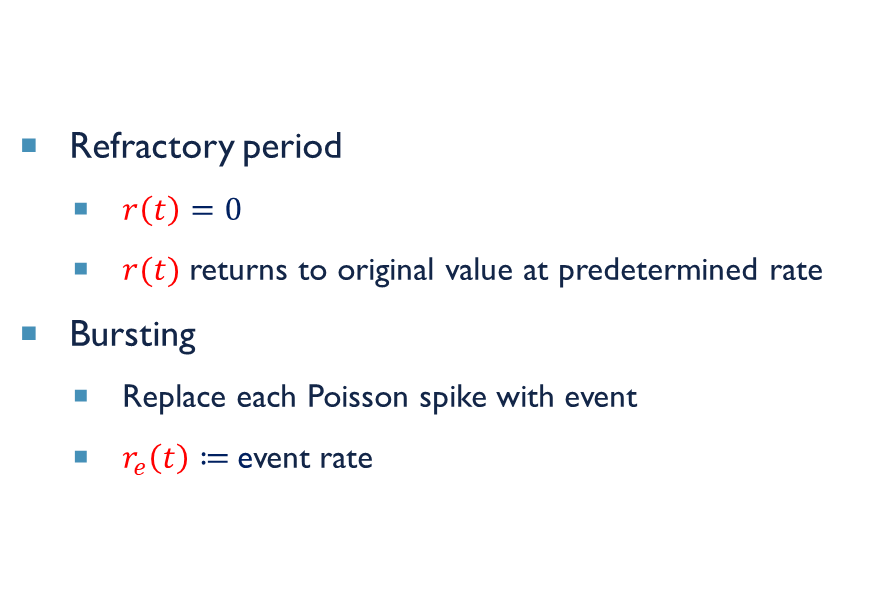 Refractory period
r(t) = 0
r(t) returns to original value at predetermined rate
Bursting
Replace each Poisson spike with event
rₑ(t) ≔ event rate